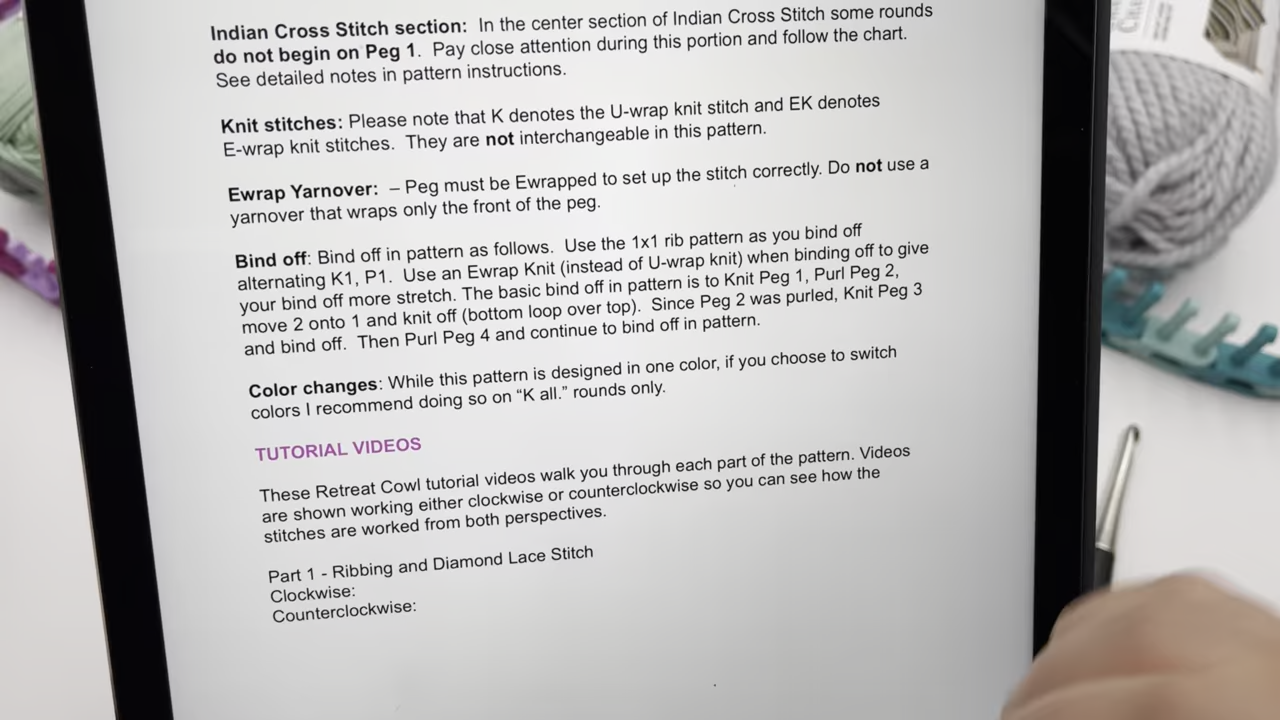 Indian Cross Stitch section:  In the center section of Indian Cross Stitch some rounds
do not begin on Peg 1.  Pay close attention during this portion and follow the chart.
See detailed notes in pattern instructions.
Knit stitches: Please note that K denotes the U-wrap knit stitch and EK denotes
E-wrap knit stitches.  They are not interchangeable in this pattern.
Ewrap Yarnover:  – Peg must be Ewrapped to set up the stitch correctly. Do not use a
yarnover that wraps only the front of the peg.
Bind off: Bind off in pattern as follows.  Use the 1x1 rib pattern as you bind off
alternating K1, P1.  Use an Ewrap Knit (instead of U-wrap knit) when binding off to give
your bind off more stretch. The basic bind off in pattern is to Knit Peg 1, Purl Peg 2,
move 2 onto 1 and knit off (bottom loop over top).  Since Peg 2 was purled, Knit Peg 3
and bind off.  Then Purl Peg 4 and continue to bind off in pattern.
Color changes: While this pattern is designed in one color, if you choose to switch
colors I recommend doing so on “K all.” rounds only.
TUTORIAL VIDEOS
These Retreat Cowl tutorial videos walk you through each part of the pattern. Videos
are shown working either clockwise or counterclockwise so you can see how the
stitches are worked from both perspectives.
Part 1 - Ribbing and Diamond Lace Stitch
Clockwise:
Counterclockwise: